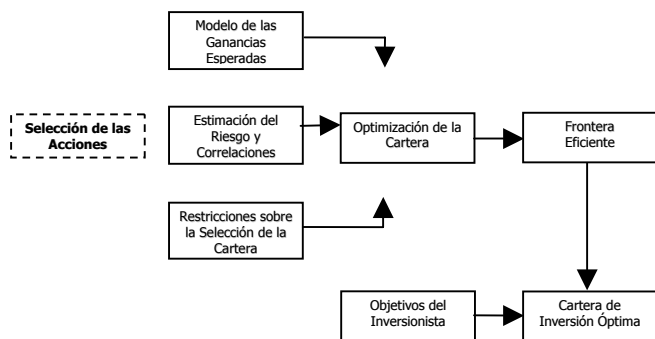 Modelo de las
Ganancias
Esperadas
Selección de las
Acciones
Estimación del
Riesgo y
Correlaciones
Optimización de la
Cartera
Frontera
Eficiente
Restricciones sobre
la Selección de la
Cartera
Objetivos del
Inversionista
Cartera de
Inversión Óptima